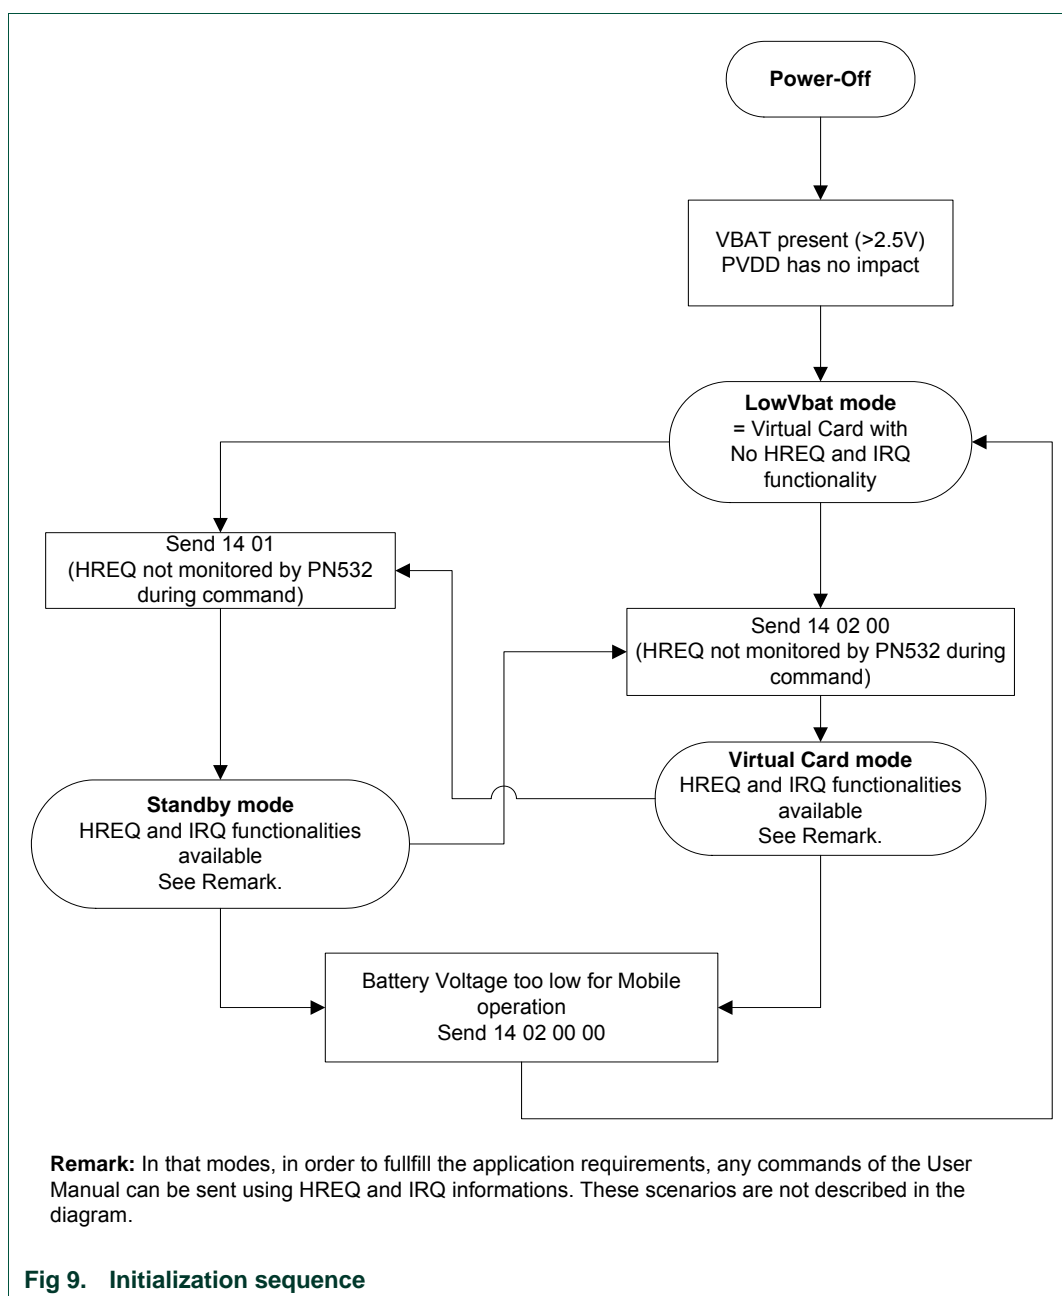 Power-Off
VBAT present (>2.5V)
PVDD has no impact
LowVbat mode
= Virtual Card with
No HREQ and IRQ
functionality
Send 14 01
(HREQ not monitored by PN532
during command)
Send 14 02 00
(HREQ not monitored by PN532 during
command)
Virtual Card mode
HREQ and IRQ functionalities
available
See Remark.
Standby mode
HREQ and IRQ functionalities
available
See Remark.
Battery Voltage too low for Mobile
operation
Send 14 02 00 00
Remark: In that modes, in order to fullfill the application requirements, any commands of the User
Manual can be sent using HREQ and IRQ informations. These scenarios are not described in the
diagram.
Fig 9. Initialization sequence